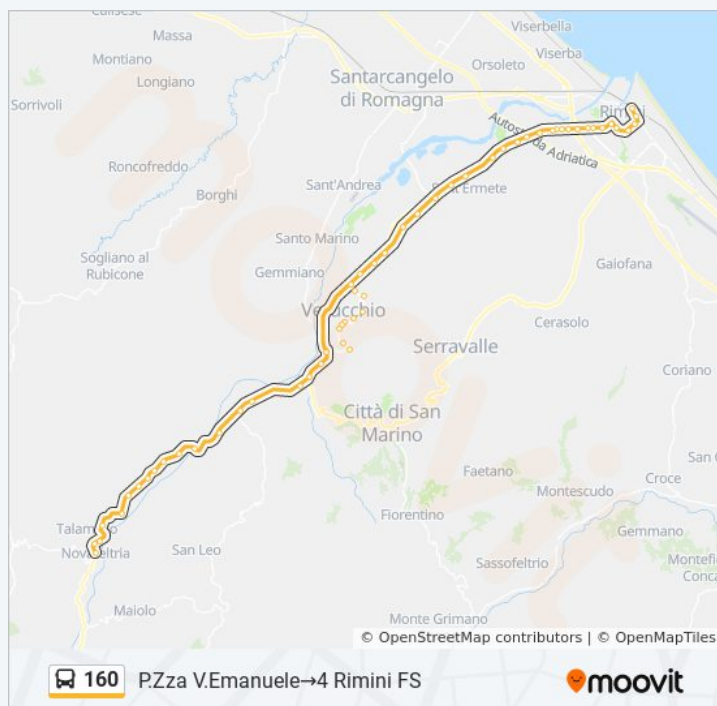 Viserbella
Calisese
Massa
Viserba
Montiano
Orsoleto
Longiano
Santarcangelo
di Romagna
Sorrivoli
Rimini
Autostrada Adriatica
Roncofreddo
Sant'Andrea
Sant'Ermete
Borghi
Santo Marino
Sogliano al
Rubicone
Gemmiano
Gaiofana
Verucchio
Cerasolo
Serravalle
Coriano
Città di San
Marino
San C
Faetano
Croce
Montescudo
Fiorentino
Talamello
Gemmano
Novafeltria
San Leo
Sassofeltrio
Montefi
Conca
Maiolo
Monte Grimano
© OpenStreetMap contributors | © OpenMapTiles
160 P.Zza V.Emanuele→4 Rimini FS
moovit